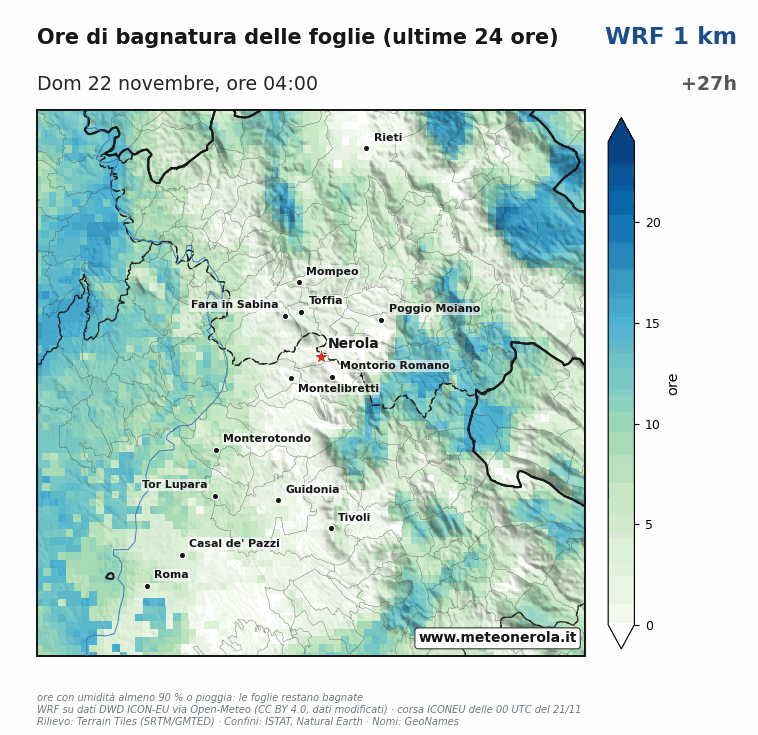 Ore di bagnatura delle foglie (ultime 24 ore)
WRF 1 km
Dom 22 novembre, ore 04:00
+27h
Rieti
Mompeo
Fara in Sabina
Toffia
Poggio Moiano
Nerola
Montorio Romano
Montelibretti
Monterotondo
Tor Lupara
Guidonia
Tivoli
Casal de' Pazzi
Roma
www.meteonerola.it
20
15
10
5
0
ore
ore con umidità almeno 90 % o pioggia: le foglie restano bagnate
WRF su dati DWD ICON-EU via Open-Meteo (CC BY 4.0, dati modificati) · corsa ICONEU delle 00 UTC del 21/11
Rilievo: Terrain Tiles (SRTM/GMTED) · Confini: ISTAT, Natural Earth · Nomi: GeoNames